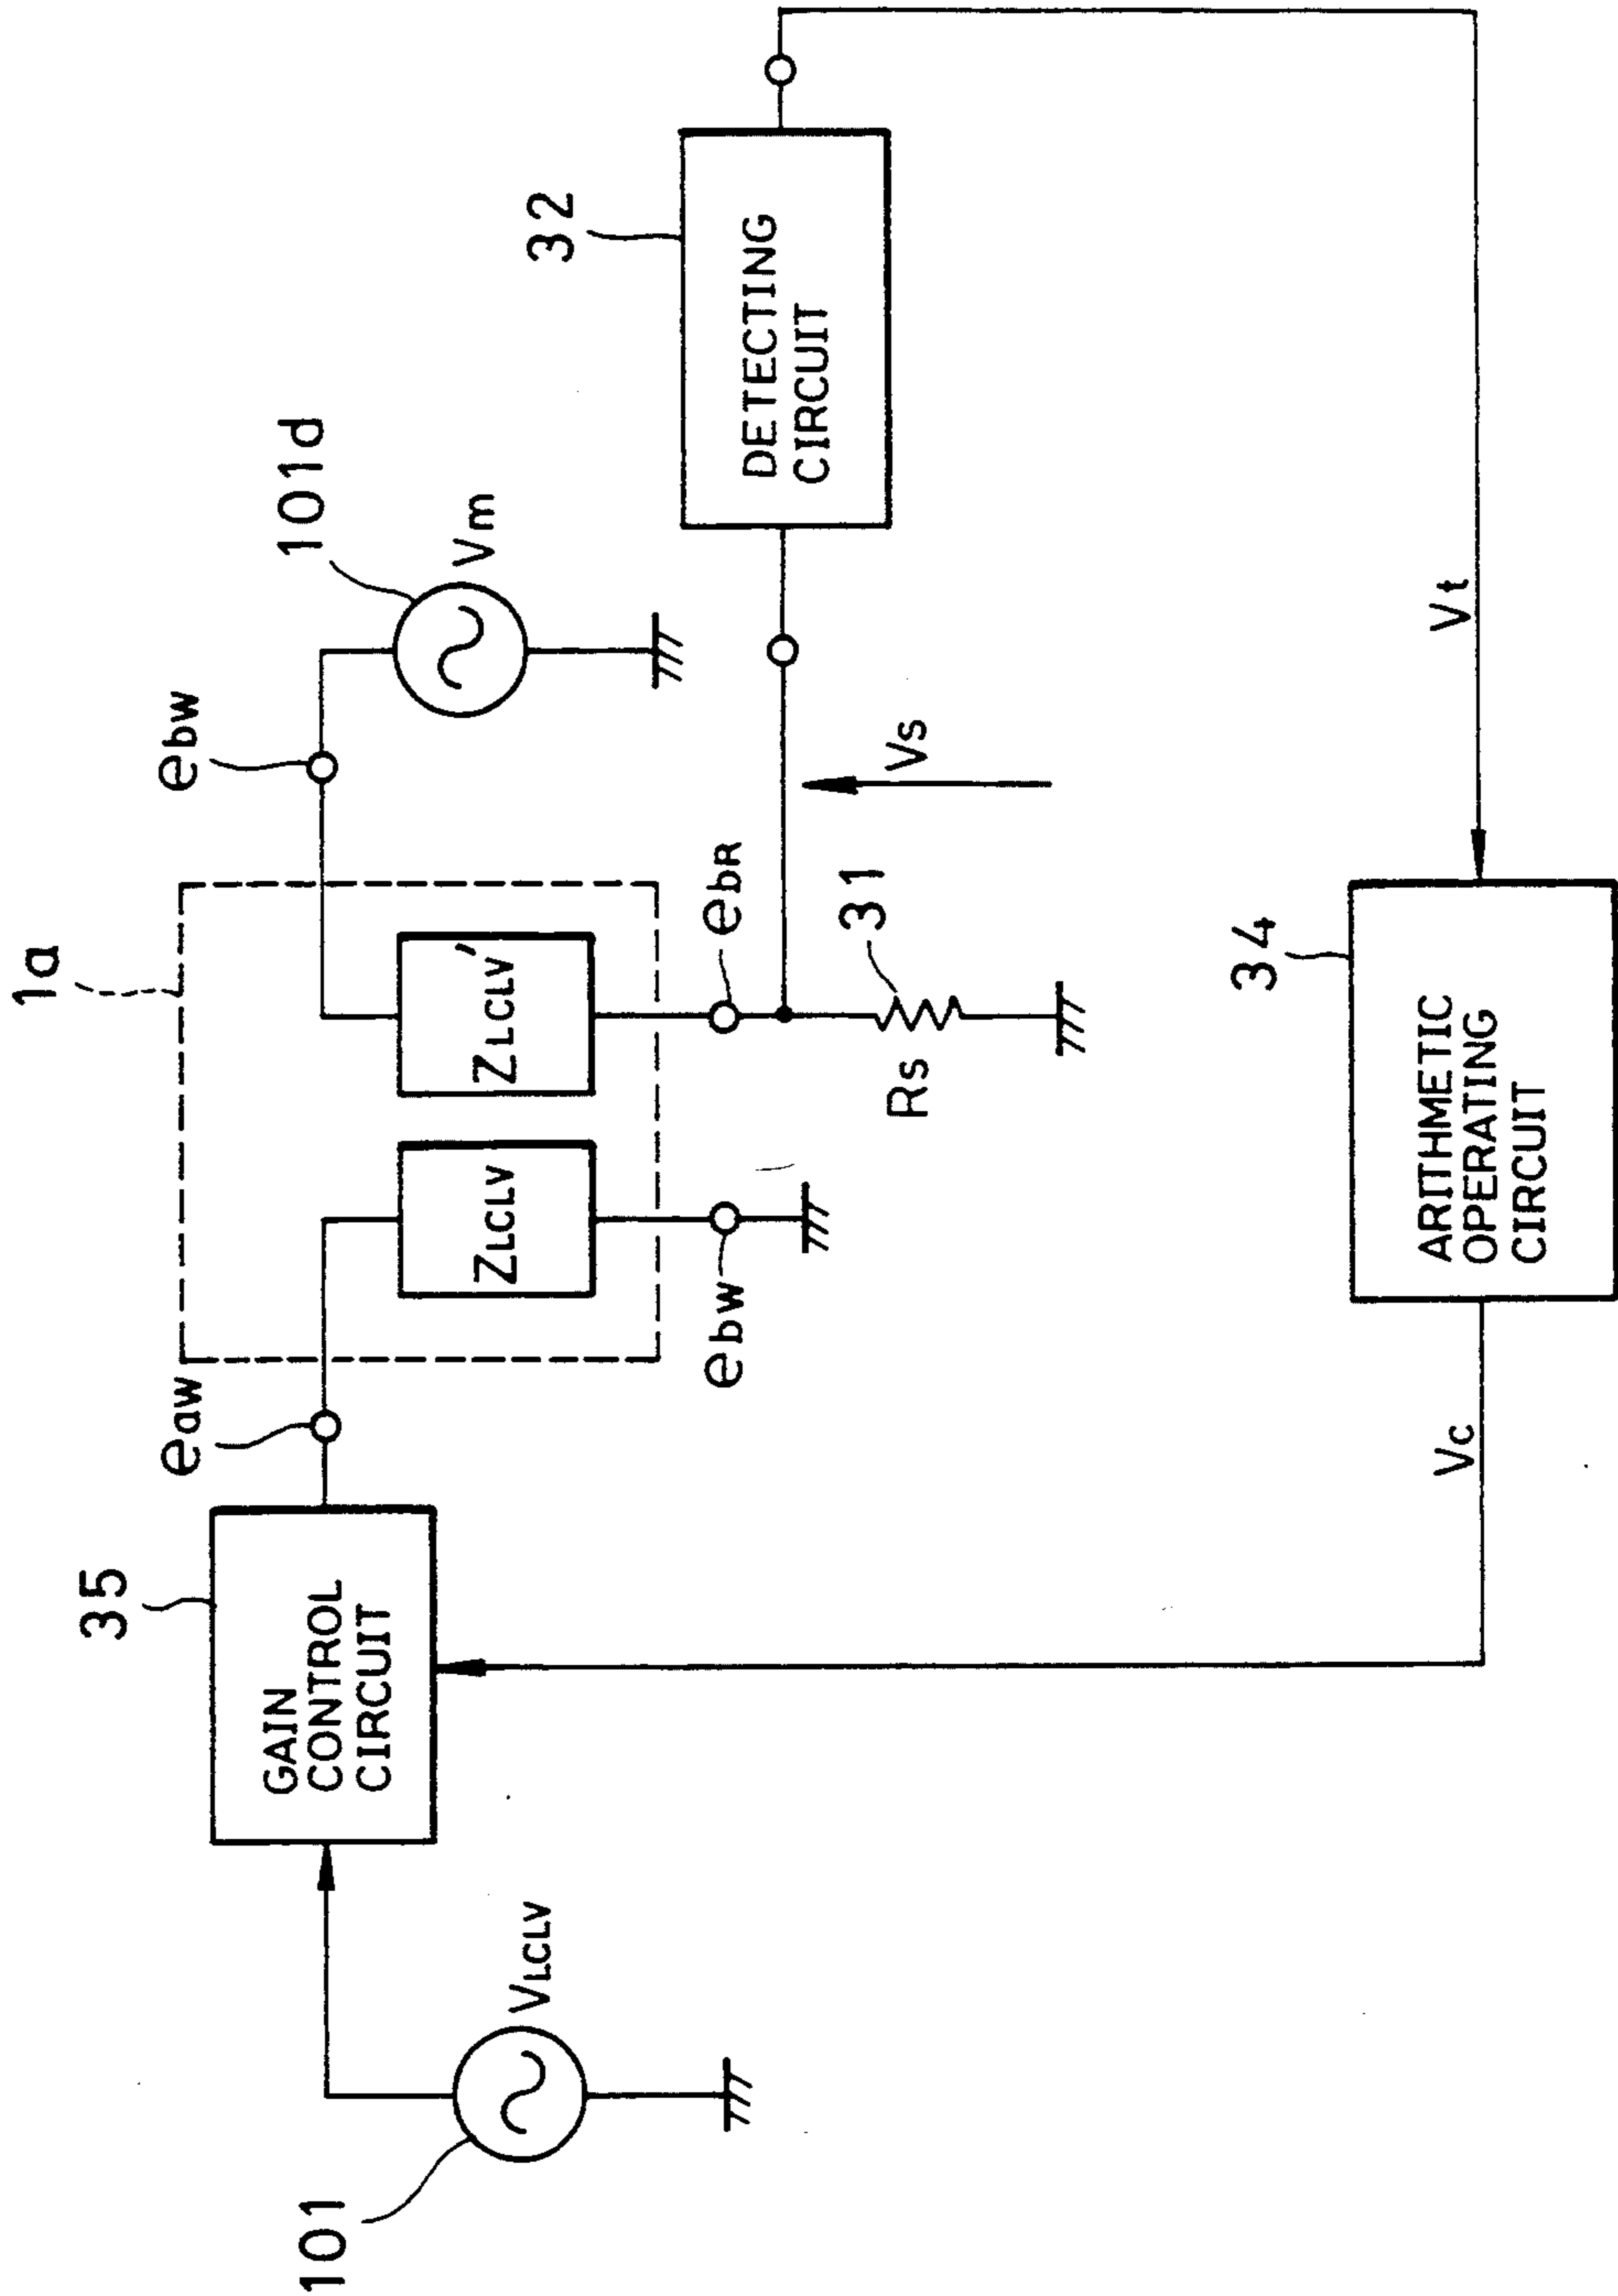 1a
35
101d
32
eaw
ebw
GAIN
CONTROL
CIRCUIT
ZLCLV
ZLCLV'
Vm
101
VLCLV
ebw
ebR
DETECTING
CIRCUIT
Rs
31
Vs
34
Vc
ARITHMETIC
OPERATING
CIRCUIT
Vt